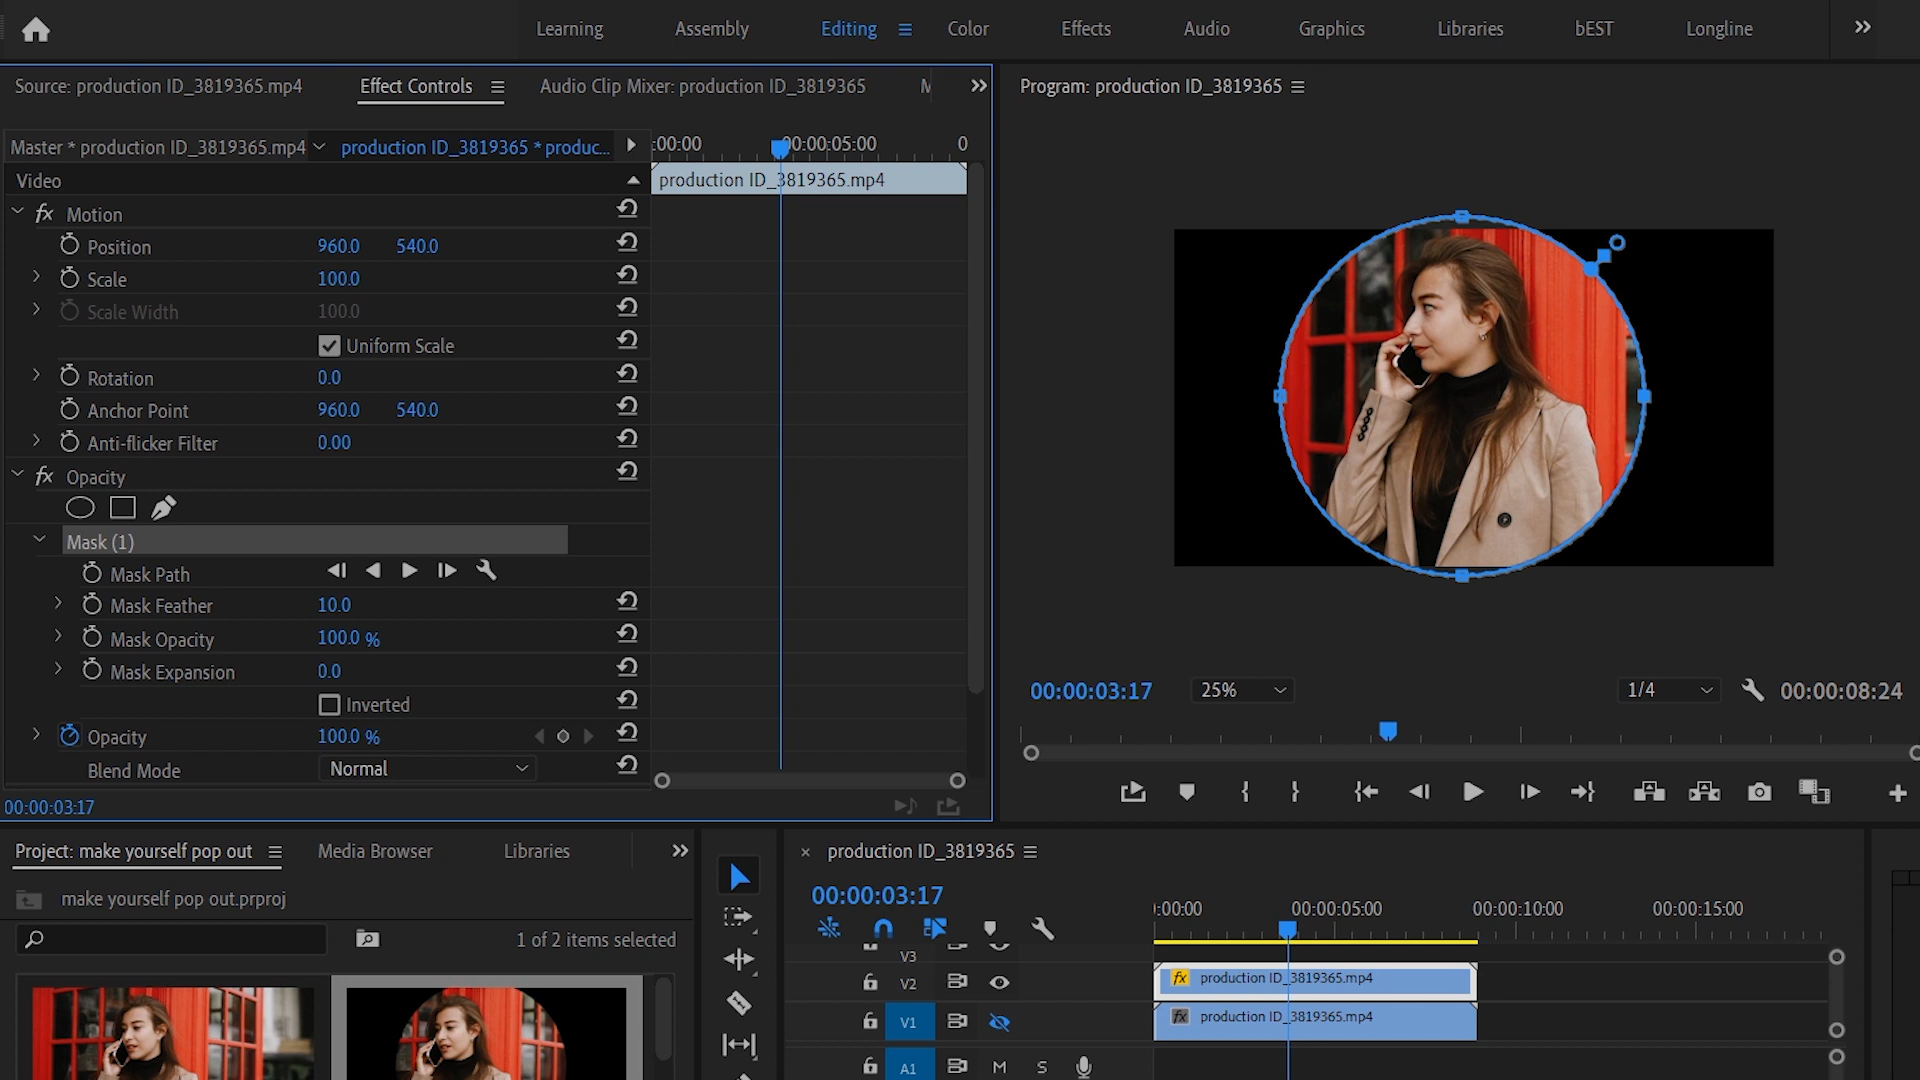 Learning Assembly Editing Color Effects Audio Graphics Libraries bEST Longline
Source: production ID_3819365.mp4 Effect Controls Audio Clip Mixer: production ID_3819365
Program: production ID_3819365
Master * production ID_3819365.mp4 production ID_3819365 * produc...
:00:00 00:00:05:00 0
Video
production ID_3819365.mp4
fx Motion
Position 960.0 540.0
Scale 100.0
Scale Width 100.0
Uniform Scale
Rotation 0.0
Anchor Point 960.0 540.0
Anti-flicker Filter 0.00
fx Opacity
Mask (1)
Mask Path
Mask Feather 10.0
Mask Opacity 100.0 %
Mask Expansion 0.0
Inverted
Opacity 100.0 %
Blend Mode Normal
00:00:03:17
00:00:03:17 25% 1/4 00:00:08:24
Project: make yourself pop out Media Browser Libraries
make yourself pop out.prproj
1 of 2 items selected
× production ID_3819365
00:00:03:17
:00:00 00:00:05:00 00:00:10:00 00:00:15:00
V3
V2 fx production ID_3819365.mp4
V1 fx production ID_3819365.mp4
A1 M S